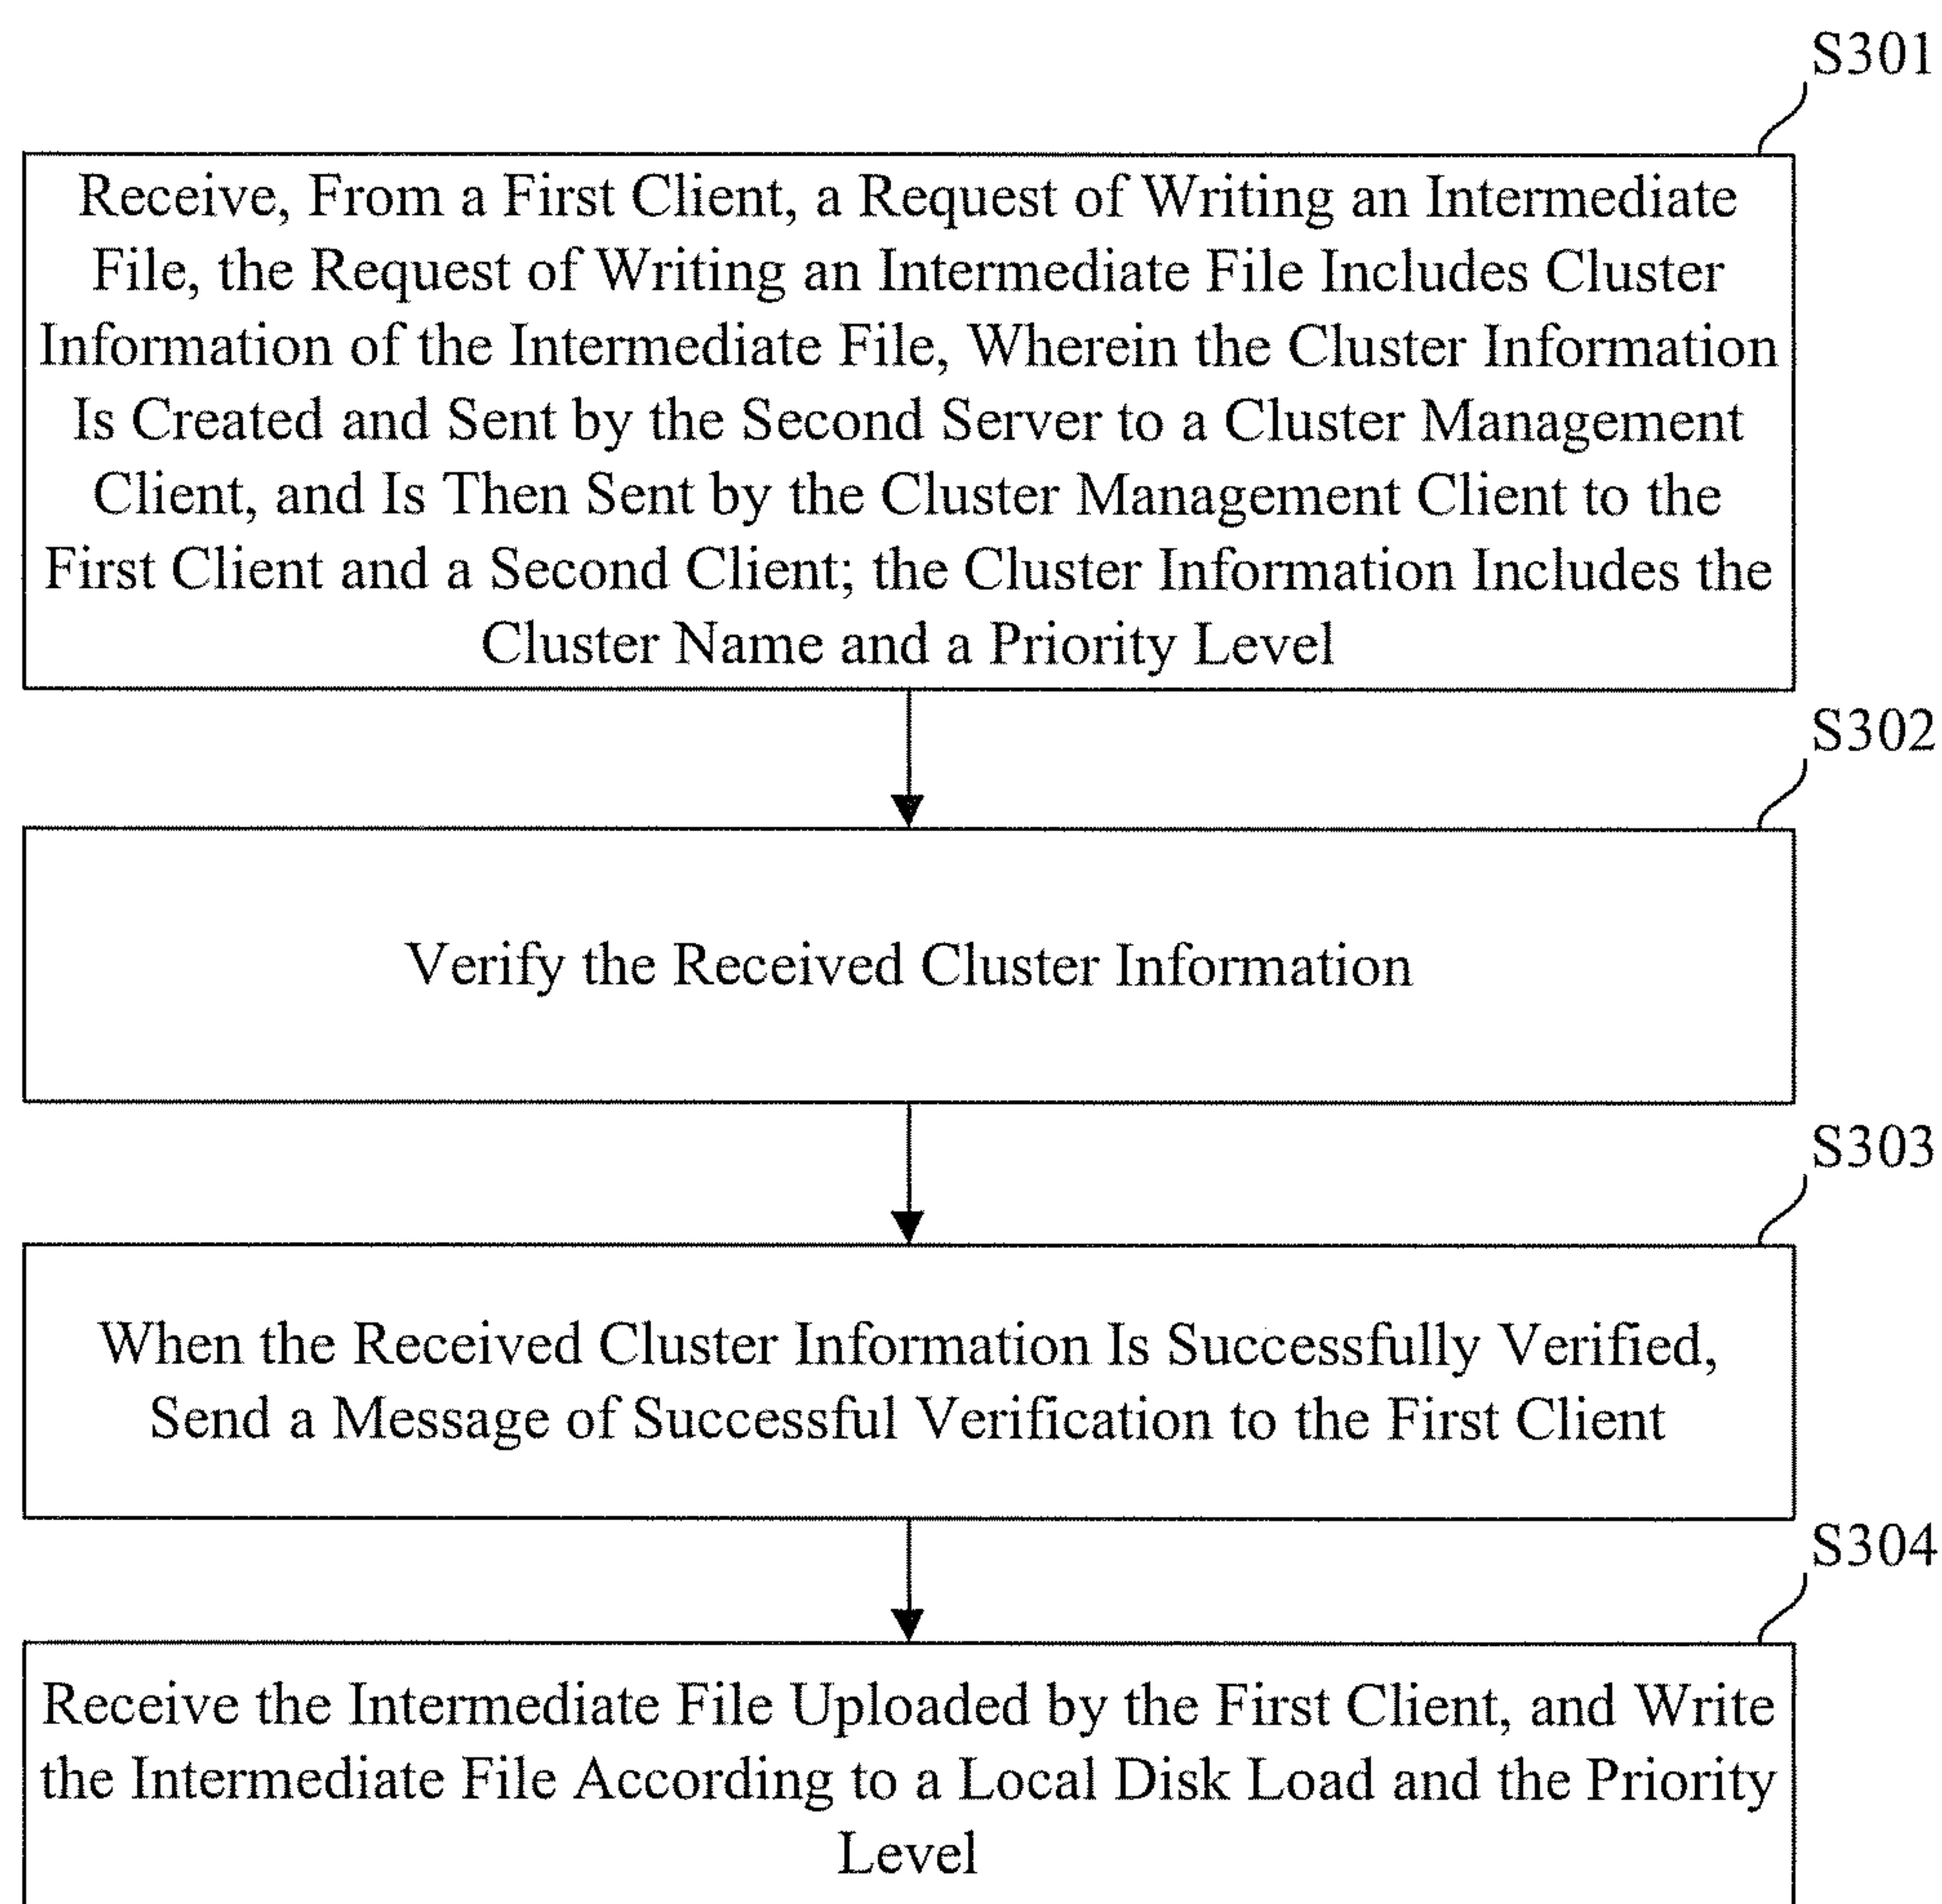 S301
Receive, From a First Client, a Request of Writing an Intermediate
File, the Request of Writing an Intermediate File Includes Cluster
Information of the Intermediate File, Wherein the Cluster Information
Is Created and Sent by the Second Server to a Cluster Management
Client, and Is Then Sent by the Cluster Management Client to the
First Client and a Second Client; the Cluster Information Includes the
Cluster Name and a Priority Level
S302
Verify the Received Cluster Information
S303
When the Received Cluster Information Is Successfully Verified,
Send a Message of Successful Verification to the First Client
S304
Receive the Intermediate File Uploaded by the First Client, and Write
the Intermediate File According to a Local Disk Load and the Priority
Level